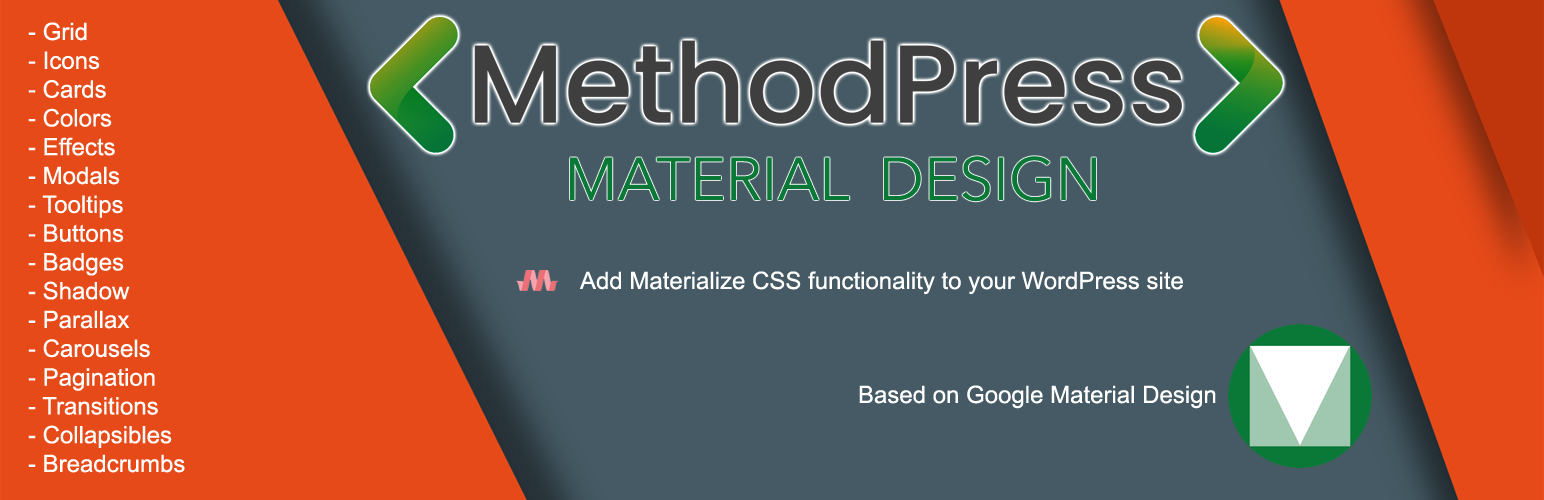 - Grid
- Icons
- Cards
- Colors
- Effects
- Modals
- Tooltips
- Buttons
- Badges
- Shadow
- Parallax
- Carousels
- Pagination
- Transitions
- Collapsibles
- Breadcrumbs
<MethodPress>
MATERIAL DESIGN
Add Materialize CSS functionality to your WordPress site
Based on Google Material Design